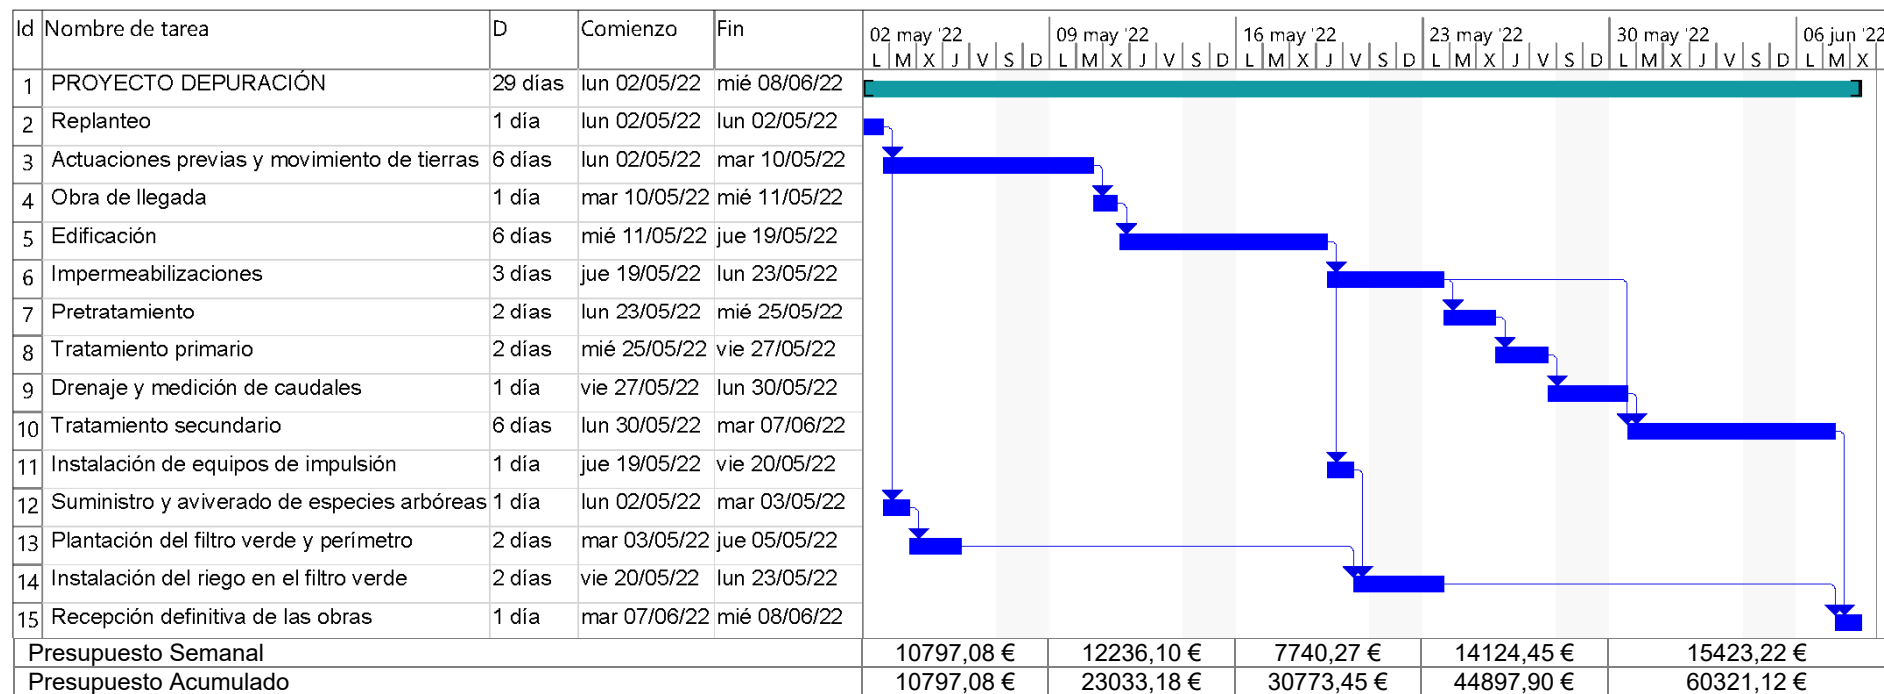 Id Nombre de tarea D Comienzo Fin 02 may '22 09 may '22 16 may '22 23 may '22 30 may '22 06 jun '22
L M X J V S D L M X J V S D L M X J V S D L M X J V S D L M X J V S D L M X
1 PROYECTO DEPURACIÓN 29 días lun 02/05/22 mié 08/06/22
2 Replanteo 1 día lun 02/05/22 lun 02/05/22
3 Actuaciones previas y movimiento de tierras 6 días lun 02/05/22 mar 10/05/22
4 Obra de llegada 1 día mar 10/05/22 mié 11/05/22
5 Edificación 6 días mié 11/05/22 jue 19/05/22
6 Impermeabilizaciones 3 días jue 19/05/22 lun 23/05/22
7 Pretratamiento 2 días lun 23/05/22 mié 25/05/22
8 Tratamiento primario 2 días mié 25/05/22 vie 27/05/22
9 Drenaje y medición de caudales 1 día vie 27/05/22 lun 30/05/22
10 Tratamiento secundario 6 días lun 30/05/22 mar 07/06/22
11 Instalación de equipos de impulsión 1 día jue 19/05/22 vie 20/05/22
12 Suministro y aviverado de especies arbóreas 1 día lun 02/05/22 mar 03/05/22
13 Plantación del filtro verde y perímetro 2 días mar 03/05/22 jue 05/05/22
14 Instalación del riego en el filtro verde 2 días vie 20/05/22 lun 23/05/22
15 Recepción definitiva de las obras 1 día mar 07/06/22 mié 08/06/22
Presupuesto Semanal 10797,08 € 12236,10 € 7740,27 € 14124,45 € 15423,22 €
Presupuesto Acumulado 10797,08 € 23033,18 € 30773,45 € 44897,90 € 60321,12 €